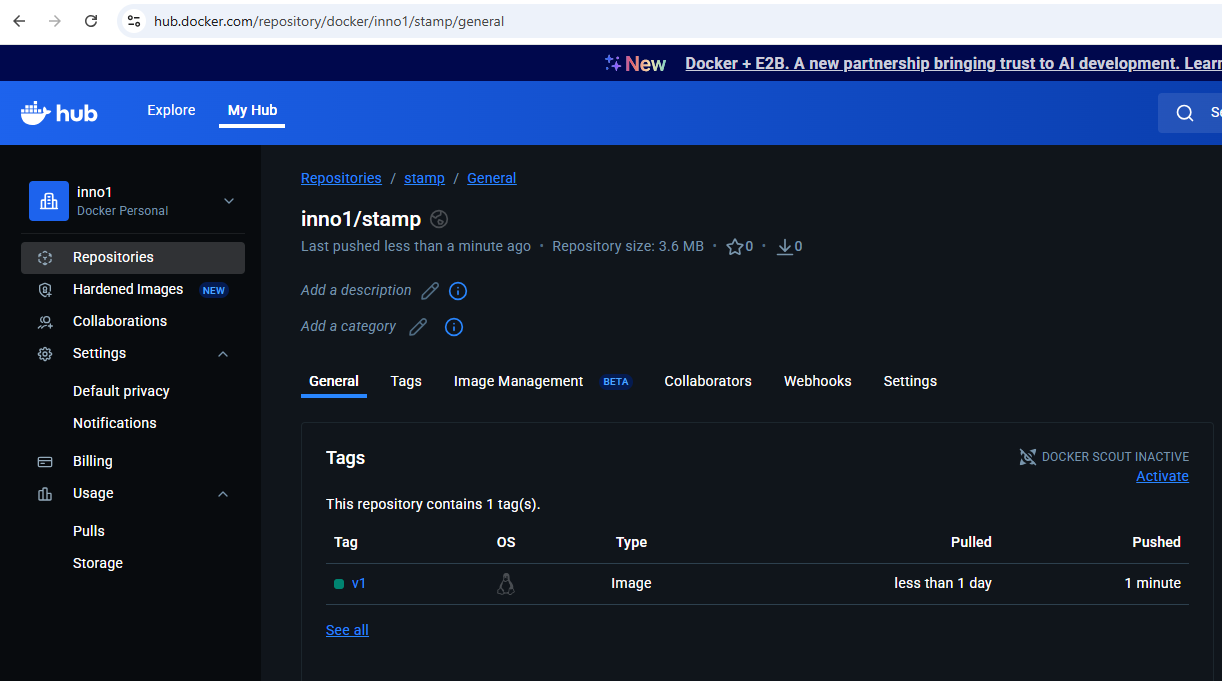 hub.docker.com/repository/docker/inno1/stamp/general
New Docker + E2B. A new partnership bringing trust to AI development. Learn
hub Explore My Hub
inno1
Docker Personal
Repositories
Hardened Images NEW
Collaborations
Settings
Default privacy
Notifications
Billing
Usage
Pulls
Storage
Repositories / stamp / General
inno1/stamp
Last pushed less than a minute ago • Repository size: 3.6 MB • 0 • 0
Add a description
Add a category
General Tags Image Management BETA Collaborators Webhooks Settings
Tags
DOCKER SCOUT INACTIVE
Activate
This repository contains 1 tag(s).
Tag OS Type Pulled Pushed
v1 Image less than 1 day 1 minute
See all